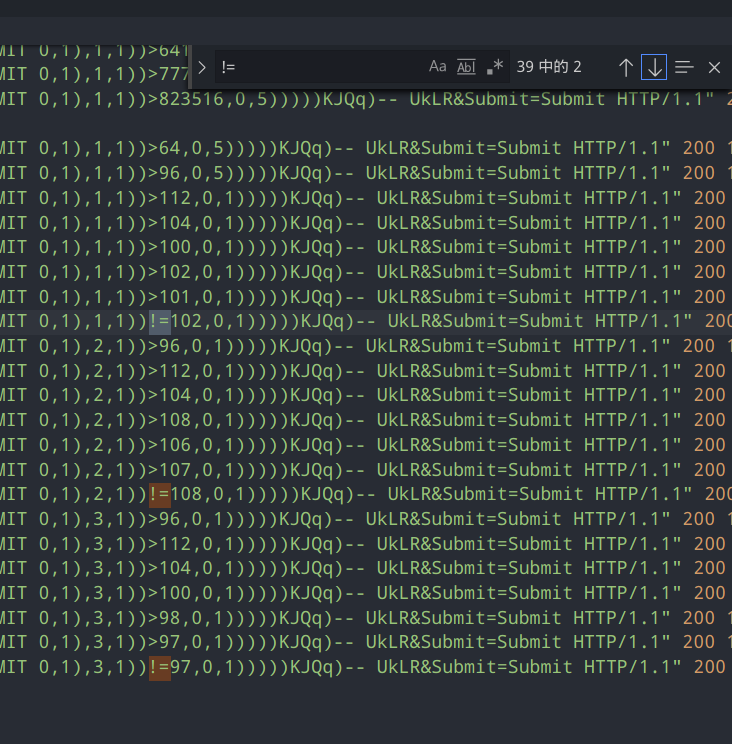 MIT 0,1),1,1))>641
!=
Aa
Abl
.*
39 中的 2
MIT 0,1),1,1))>777
MIT 0,1),1,1))>823516,0,5)))))KJQq)-- UkLR&Submit=Submit HTTP/1.1" 2
MIT 0,1),1,1))>64,0,5)))))KJQq)-- UkLR&Submit=Submit HTTP/1.1" 200 1
MIT 0,1),1,1))>96,0,5)))))KJQq)-- UkLR&Submit=Submit HTTP/1.1" 200 1
MIT 0,1),1,1))>112,0,1)))))KJQq)-- UkLR&Submit=Submit HTTP/1.1" 200
MIT 0,1),1,1))>104,0,1)))))KJQq)-- UkLR&Submit=Submit HTTP/1.1" 200
MIT 0,1),1,1))>100,0,1)))))KJQq)-- UkLR&Submit=Submit HTTP/1.1" 200
MIT 0,1),1,1))>102,0,1)))))KJQq)-- UkLR&Submit=Submit HTTP/1.1" 200
MIT 0,1),1,1))>101,0,1)))))KJQq)-- UkLR&Submit=Submit HTTP/1.1" 200
MIT 0,1),1,1))!=102,0,1)))))KJQq)-- UkLR&Submit=Submit HTTP/1.1" 200
MIT 0,1),2,1))>96,0,1)))))KJQq)-- UkLR&Submit=Submit HTTP/1.1" 200 1
MIT 0,1),2,1))>112,0,1)))))KJQq)-- UkLR&Submit=Submit HTTP/1.1" 200
MIT 0,1),2,1))>104,0,1)))))KJQq)-- UkLR&Submit=Submit HTTP/1.1" 200
MIT 0,1),2,1))>108,0,1)))))KJQq)-- UkLR&Submit=Submit HTTP/1.1" 200
MIT 0,1),2,1))>106,0,1)))))KJQq)-- UkLR&Submit=Submit HTTP/1.1" 200
MIT 0,1),2,1))>107,0,1)))))KJQq)-- UkLR&Submit=Submit HTTP/1.1" 200
MIT 0,1),2,1))!=108,0,1)))))KJQq)-- UkLR&Submit=Submit HTTP/1.1" 200
MIT 0,1),3,1))>96,0,1)))))KJQq)-- UkLR&Submit=Submit HTTP/1.1" 200 1
MIT 0,1),3,1))>112,0,1)))))KJQq)-- UkLR&Submit=Submit HTTP/1.1" 200
MIT 0,1),3,1))>104,0,1)))))KJQq)-- UkLR&Submit=Submit HTTP/1.1" 200
MIT 0,1),3,1))>100,0,1)))))KJQq)-- UkLR&Submit=Submit HTTP/1.1" 200
MIT 0,1),3,1))>98,0,1)))))KJQq)-- UkLR&Submit=Submit HTTP/1.1" 200 1
MIT 0,1),3,1))>97,0,1)))))KJQq)-- UkLR&Submit=Submit HTTP/1.1" 200 1
MIT 0,1),3,1))!=97,0,1)))))KJQq)-- UkLR&Submit=Submit HTTP/1.1" 200